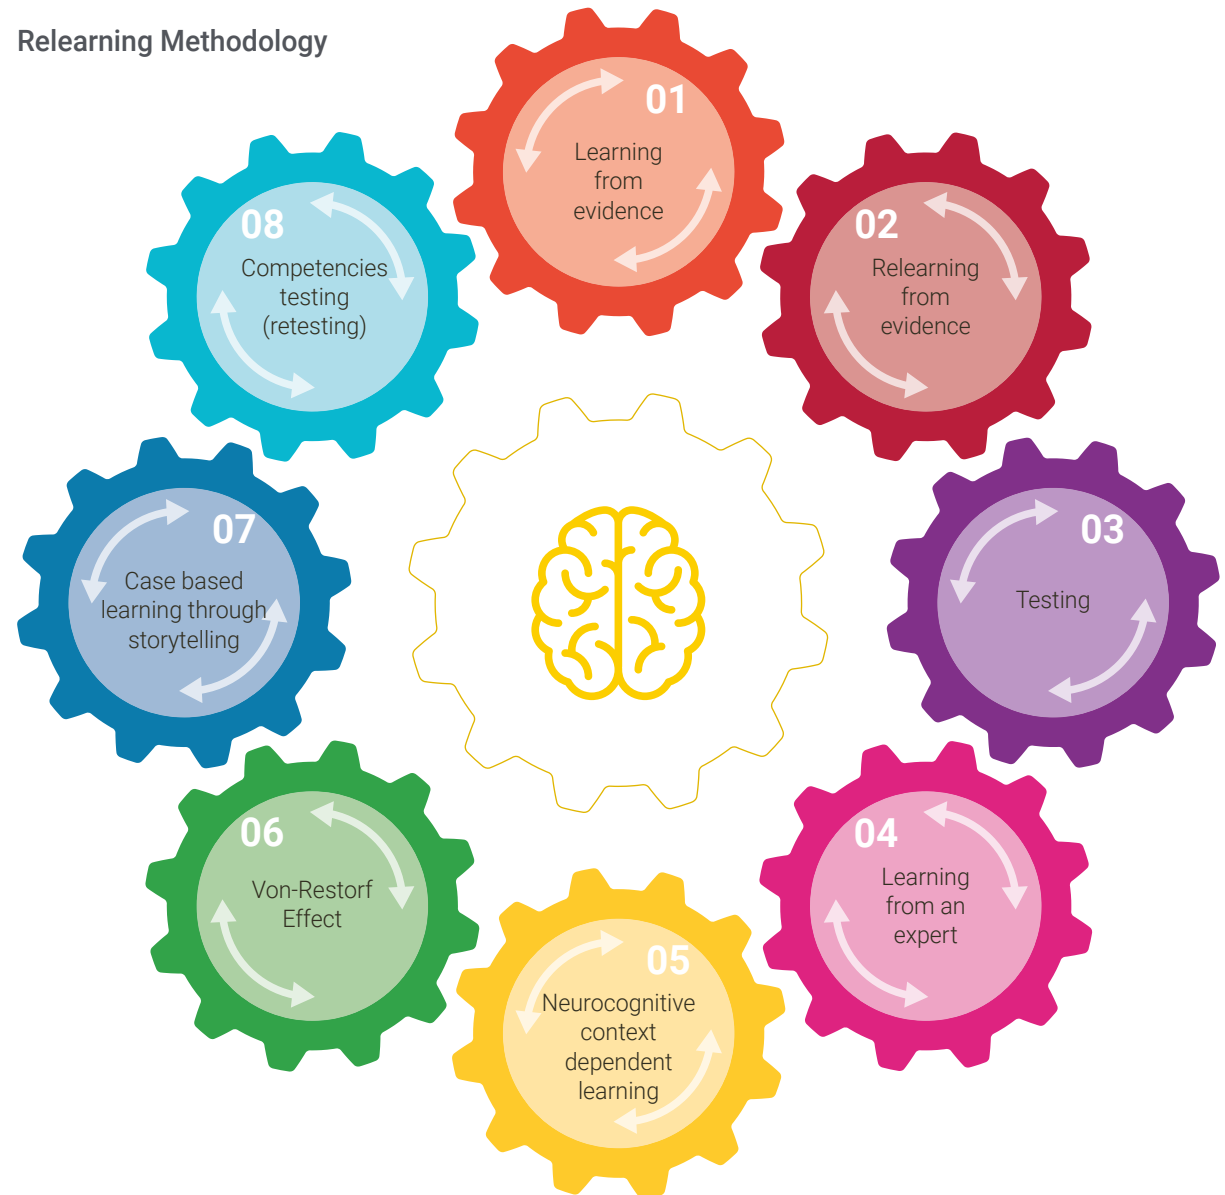 Relearning Methodology
01
Learning
from
evidence
02
Relearning
from
evidence
03
Testing
04
Learning
from an
expert
05
Neurocognitive
context
dependent
learning
06
Von-Restorf
Effect
07
Case based
learning through
storytelling
08
Competencies
testing
(retesting)